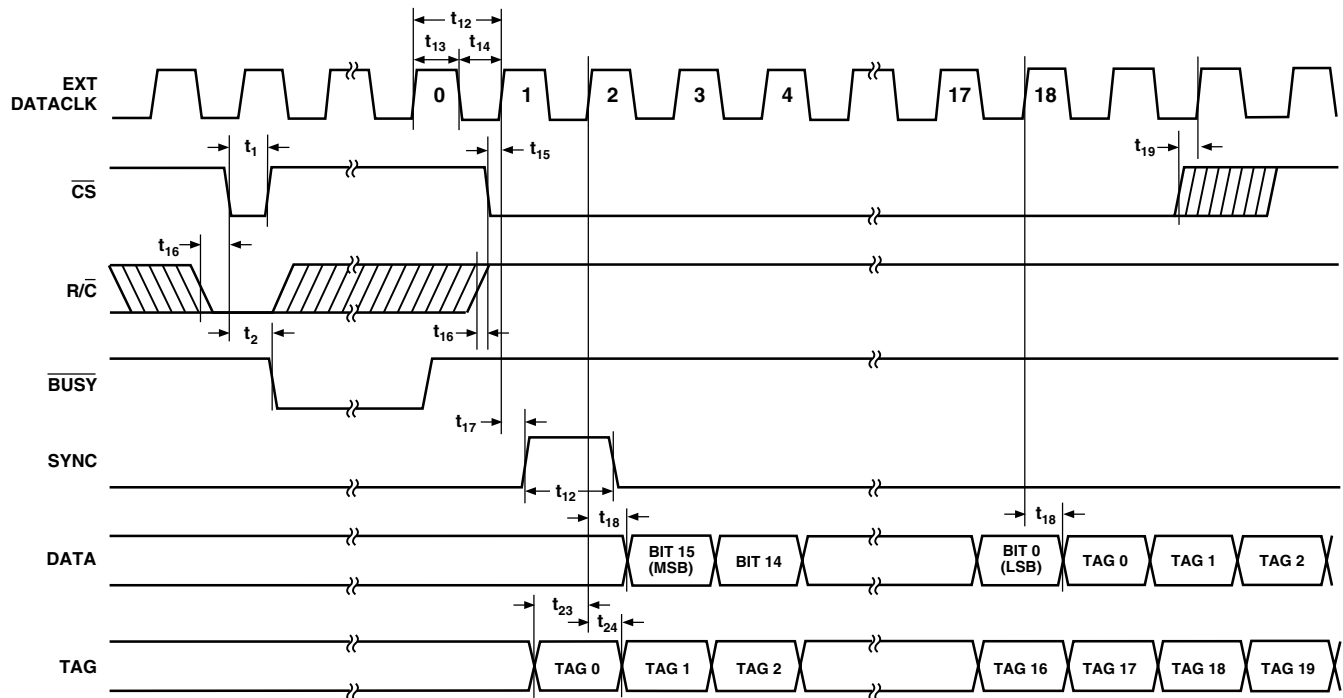 t12
t13 t14
EXT DATACLK
0 1 2 3 4 17 18
t1 t15 t19
CS
t16
R/C
t2 t16
BUSY
t17
SYNC
t12
t18 t18
DATA
BIT 15 (MSB) BIT 14 BIT 0 (LSB) TAG 0 TAG 1 TAG 2
t23
t24
TAG
TAG 0 TAG 1 TAG 2 TAG 16 TAG 17 TAG 18 TAG 19